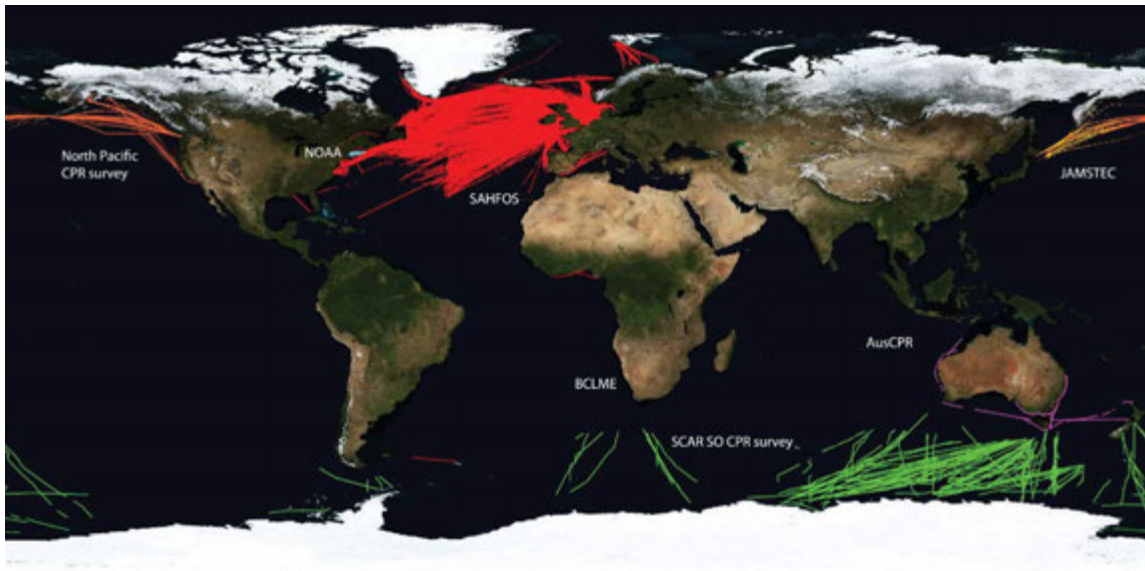 NOAA
North Pacific
CPR survey
JAMSTEC
SAHFOS
AusCPR
BCLME
SCAR SO CPR survey